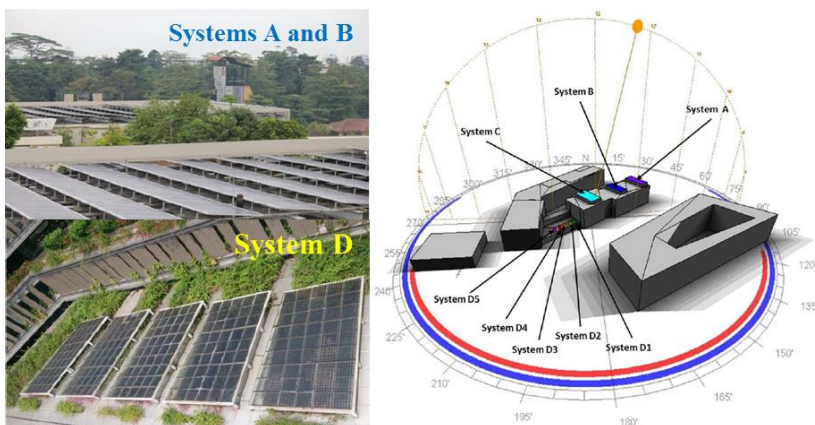 Systems A and B
System D
System B
System A
System C
345'
N
15'
30'
45'
60'
75'
90'
105'
120'
135'
150'
165'
180'
195'
210'
225'
240'
255'
270'
285'
300'
315'
System D5
System D4
System D3
System D2
System D1